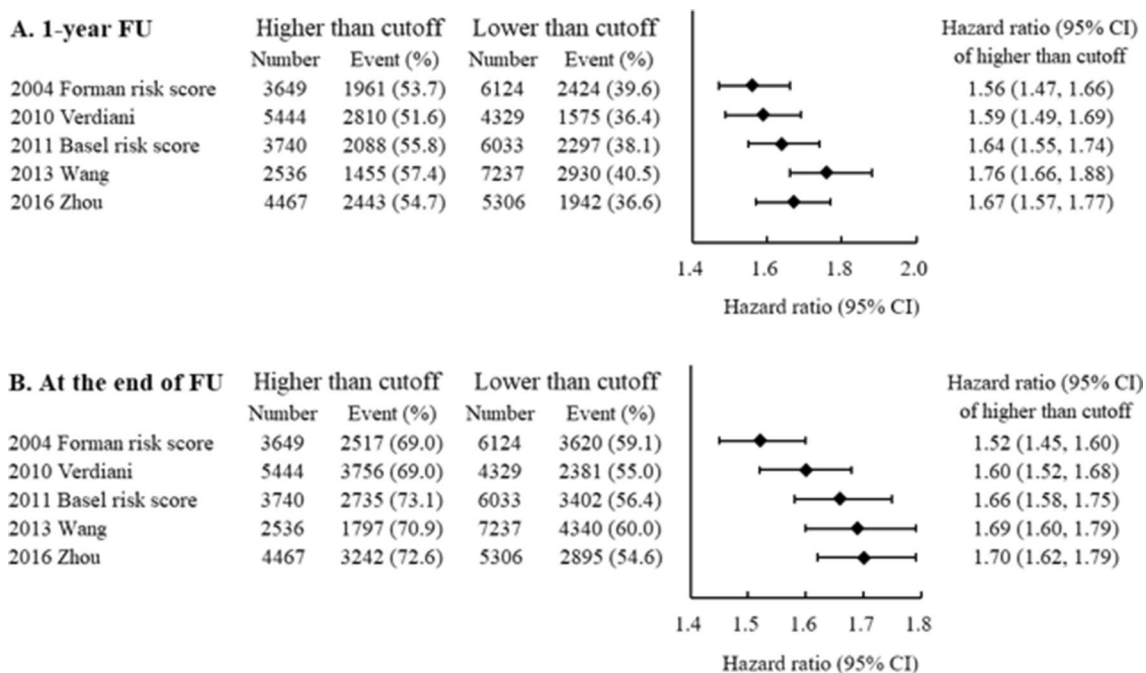 A. 1-year FU Higher than cutoff Lower than cutoff Hazard ratio (95% CI)
Number Event (%) Number Event (%) of higher than cutoff
2004 Forman risk score 3649 1961 (53.7) 6124 2424 (39.6) 1.56 (1.47, 1.66)
2010 Verdiani 5444 2810 (51.6) 4329 1575 (36.4) 1.59 (1.49, 1.69)
2011 Basel risk score 3740 2088 (55.8) 6033 2297 (38.1) 1.64 (1.55, 1.74)
2013 Wang 2536 1455 (57.4) 7237 2930 (40.5) 1.76 (1.66, 1.88)
2016 Zhou 4467 2443 (54.7) 5306 1942 (36.6) 1.67 (1.57, 1.77)
1.4 1.6 1.8 2.0
Hazard ratio (95% CI)
B. At the end of FU Higher than cutoff Lower than cutoff Hazard ratio (95% CI)
Number Event (%) Number Event (%) of higher than cutoff
2004 Forman risk score 3649 2517 (69.0) 6124 3620 (59.1) 1.52 (1.45, 1.60)
2010 Verdiani 5444 3756 (69.0) 4329 2381 (55.0) 1.60 (1.52, 1.68)
2011 Basel risk score 3740 2735 (73.1) 6033 3402 (56.4) 1.66 (1.58, 1.75)
2013 Wang 2536 1797 (70.9) 7237 4340 (60.0) 1.69 (1.60, 1.79)
2016 Zhou 4467 3242 (72.6) 5306 2895 (54.6) 1.70 (1.62, 1.79)
1.4 1.5 1.6 1.7 1.8
Hazard ratio (95% CI)